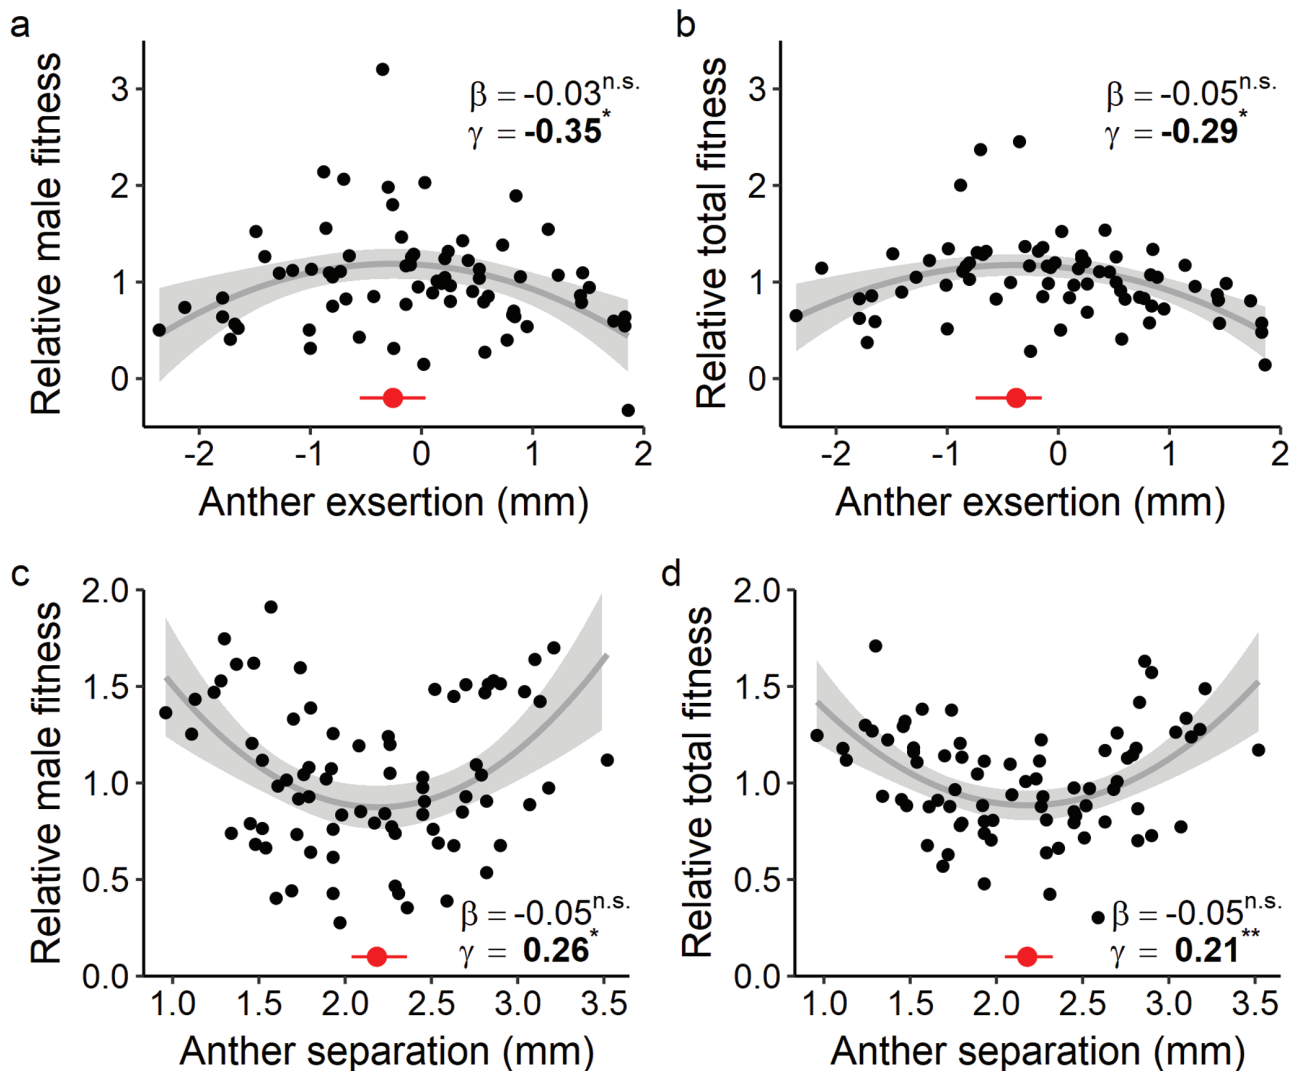 a
Relative male fitness
3
2
1
0
β = -0.03n.s.
γ = -0.35*
-2 -1 0 1 2
Anther exsertion (mm)
b
Relative total fitness
3
2
1
0
β = -0.05n.s.
γ = -0.29*
-2 -1 0 1 2
Anther exsertion (mm)
c
Relative male fitness
2.0
1.5
1.0
0.5
0.0
β = -0.05n.s.
γ = 0.26*
1.0 1.5 2.0 2.5 3.0 3.5
Anther separation (mm)
d
Relative total fitness
2.0
1.5
1.0
0.5
0.0
β = -0.05n.s.
γ = 0.21**
1.0 1.5 2.0 2.5 3.0 3.5
Anther separation (mm)